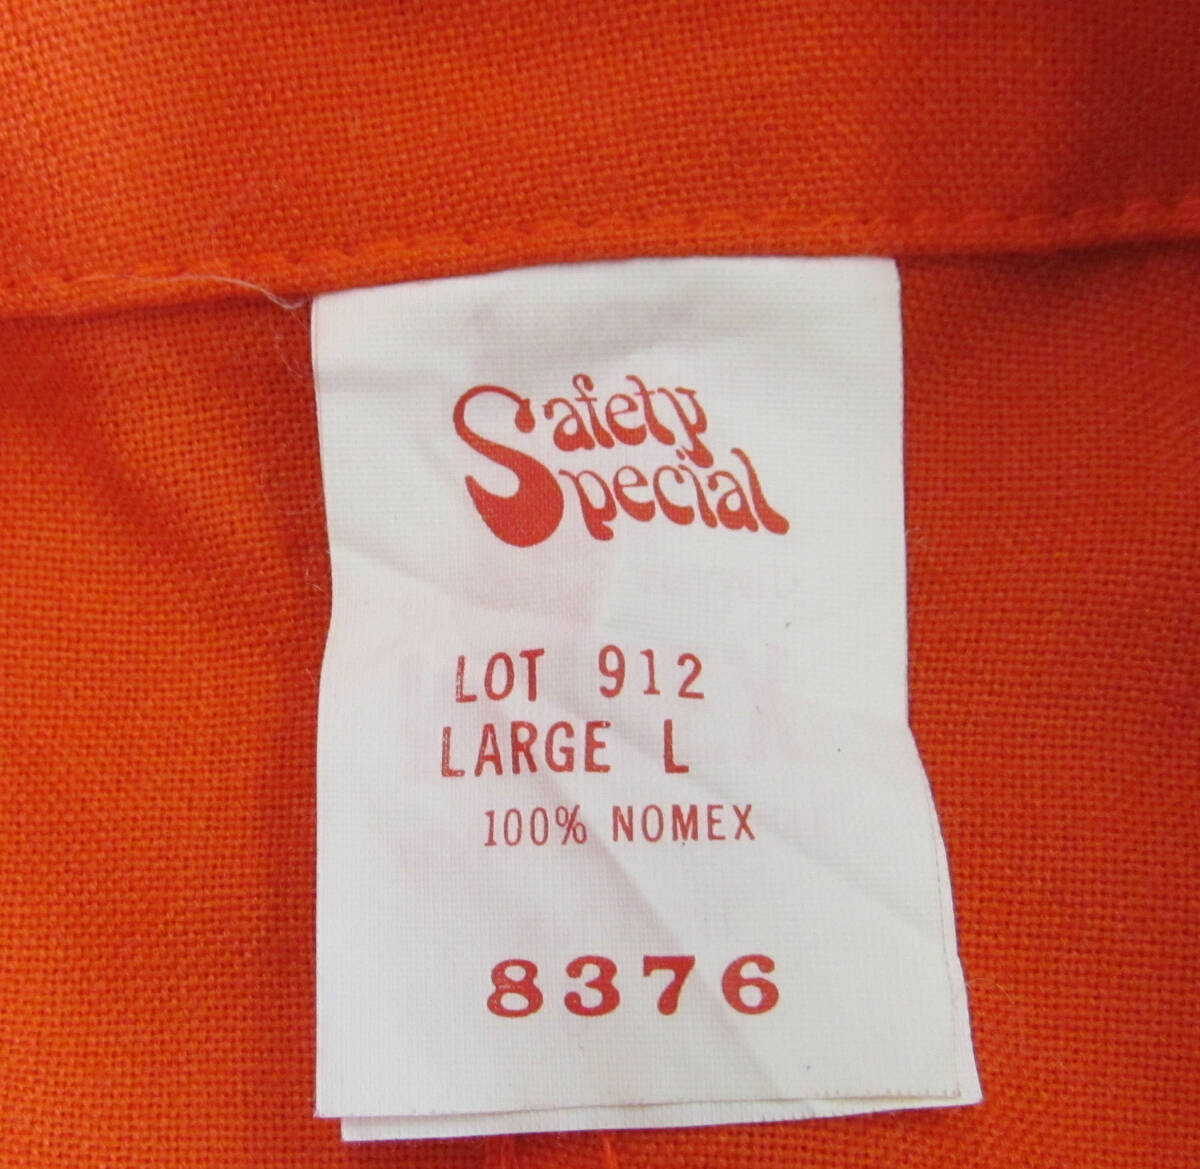 Safety
Special
LOT 912
LARGE L
100% NOMEX
8376